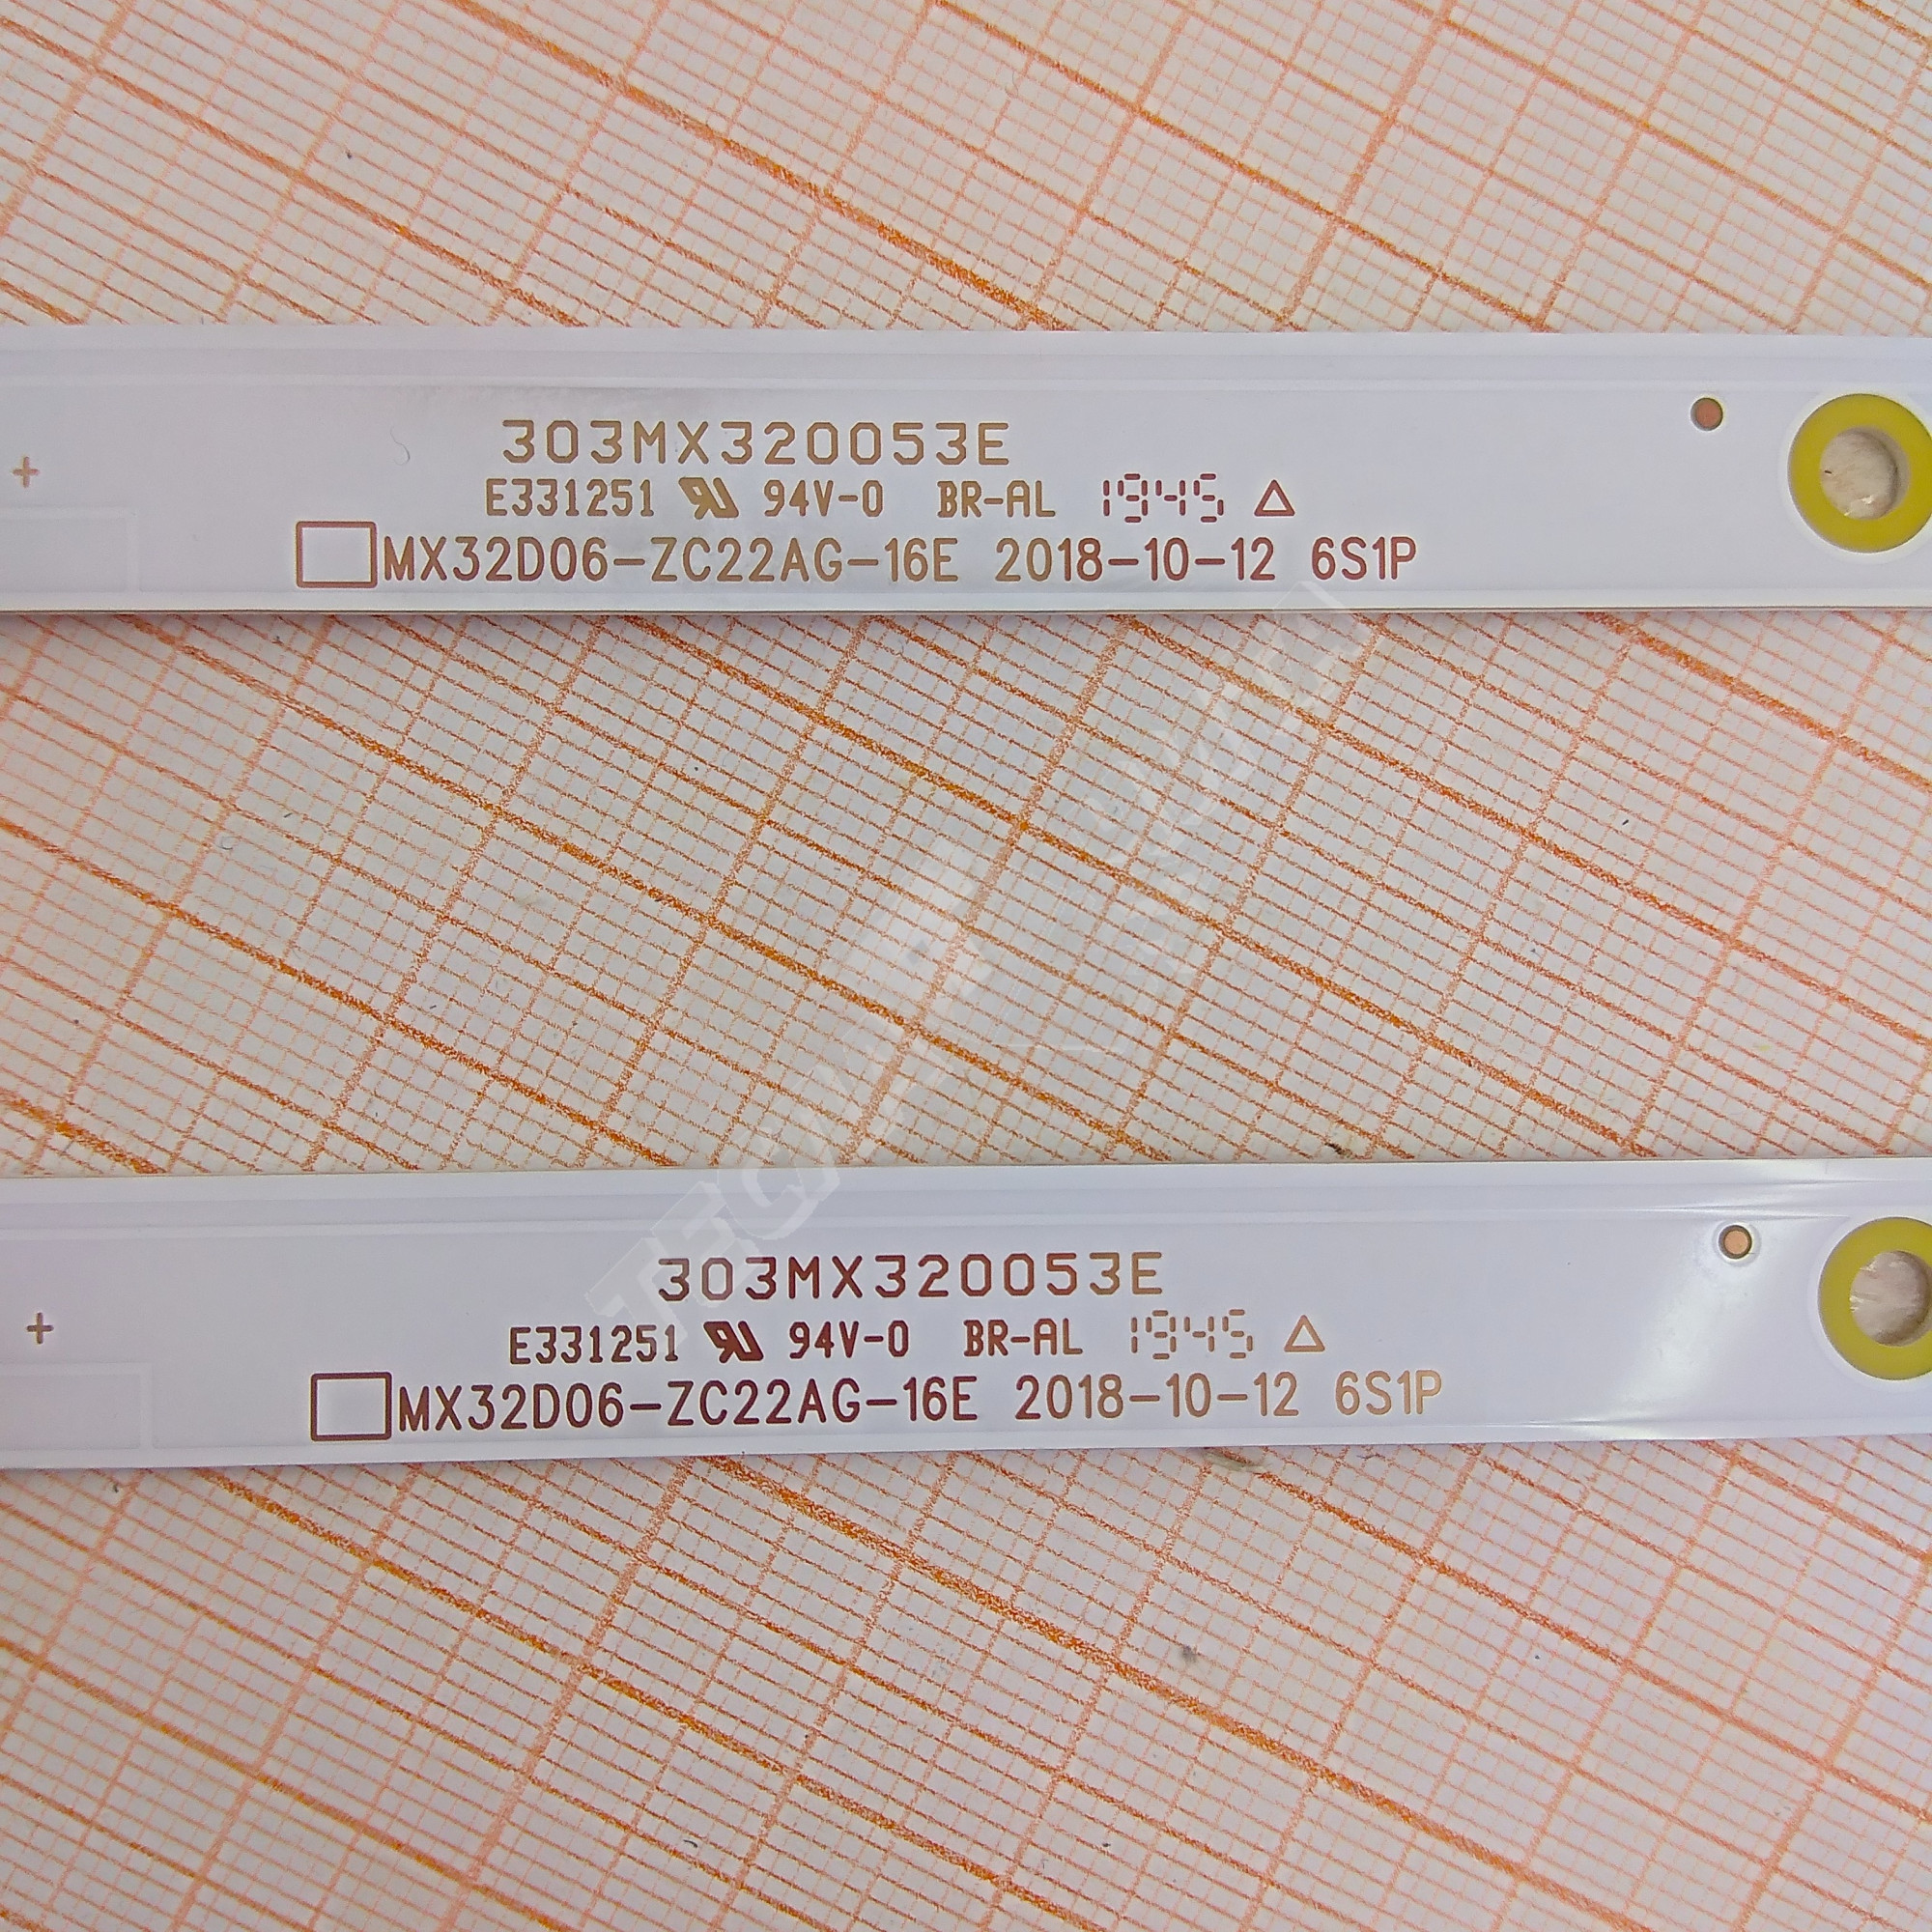 303MX320053E
E331251 94V-0 BR-AL 1945
MX32D06-ZC22AG-16E 2018-10-12 6S1P
303MX320053E
E331251 94V-0 BR-AL 1945
MX32D06-ZC22AG-16E 2018-10-12 6S1P